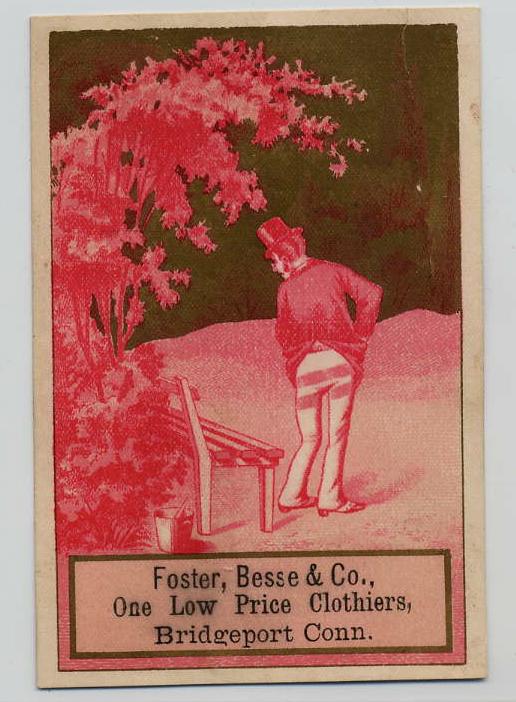 Foster, Besse & Co.,
One Low Price Clothiers,
Bridgeport Conn.